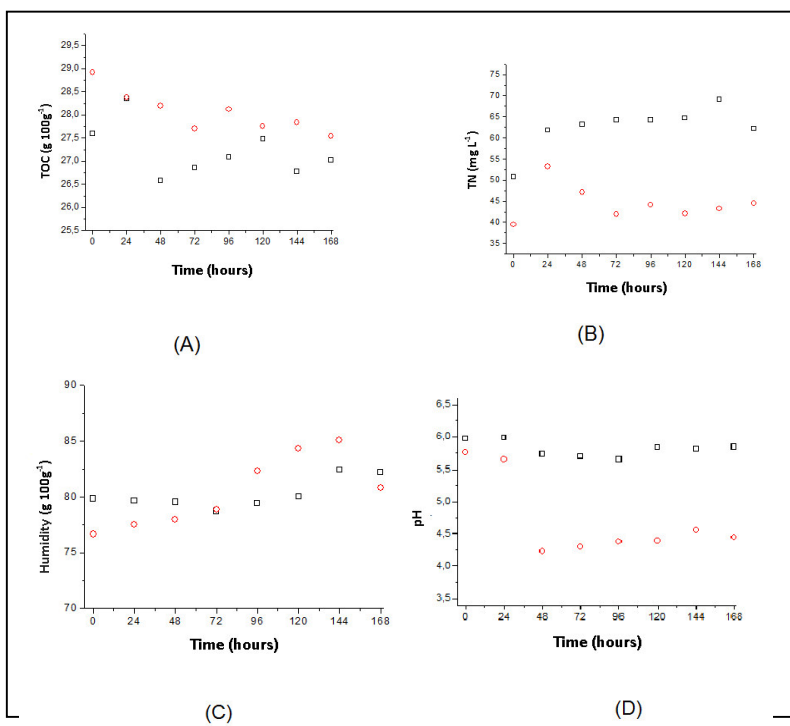 29,5
29,0
28,5
28,0
27,5
27,0
26,5
26,0
25,5
TOC (g 100g⁻¹)
0 24 48 72 96 120 144 168
Time (hours)
(A)
75
70
65
60
55
50
45
40
35
TN (mg L⁻¹)
0 24 48 72 96 120 144 168
Time (hours)
(B)
90
85
80
75
70
Humidity (g 100g⁻¹)
0 24 48 72 96 120 144 168
Time (hours)
(C)
6,5
6,0
5,5
5,0
4,5
4,0
3,5
pH
0 24 48 72 96 120 144 168
Time (hours)
(D)